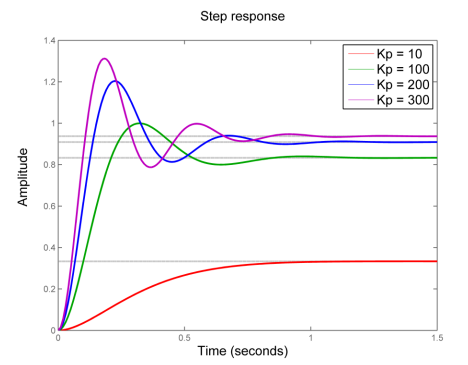 Step response
Kp = 10
Kp = 100
Kp = 200
Kp = 300
1.4
1.2
1
0.8
0.6
0.4
0.2
0
Amplitude
0
0.5
1
1.5
Time (seconds)